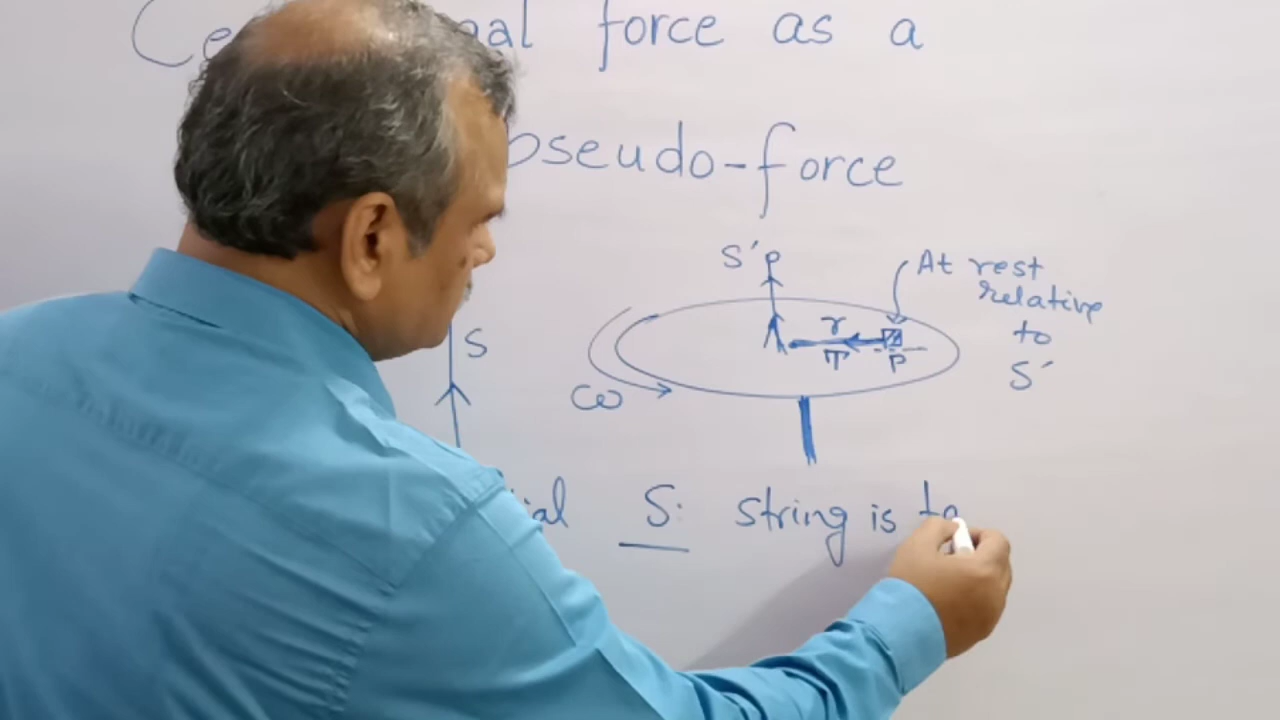 force as a
pseudo-force
S'
At rest
relative
to
S'
r
T
P
S
ω
S: string is